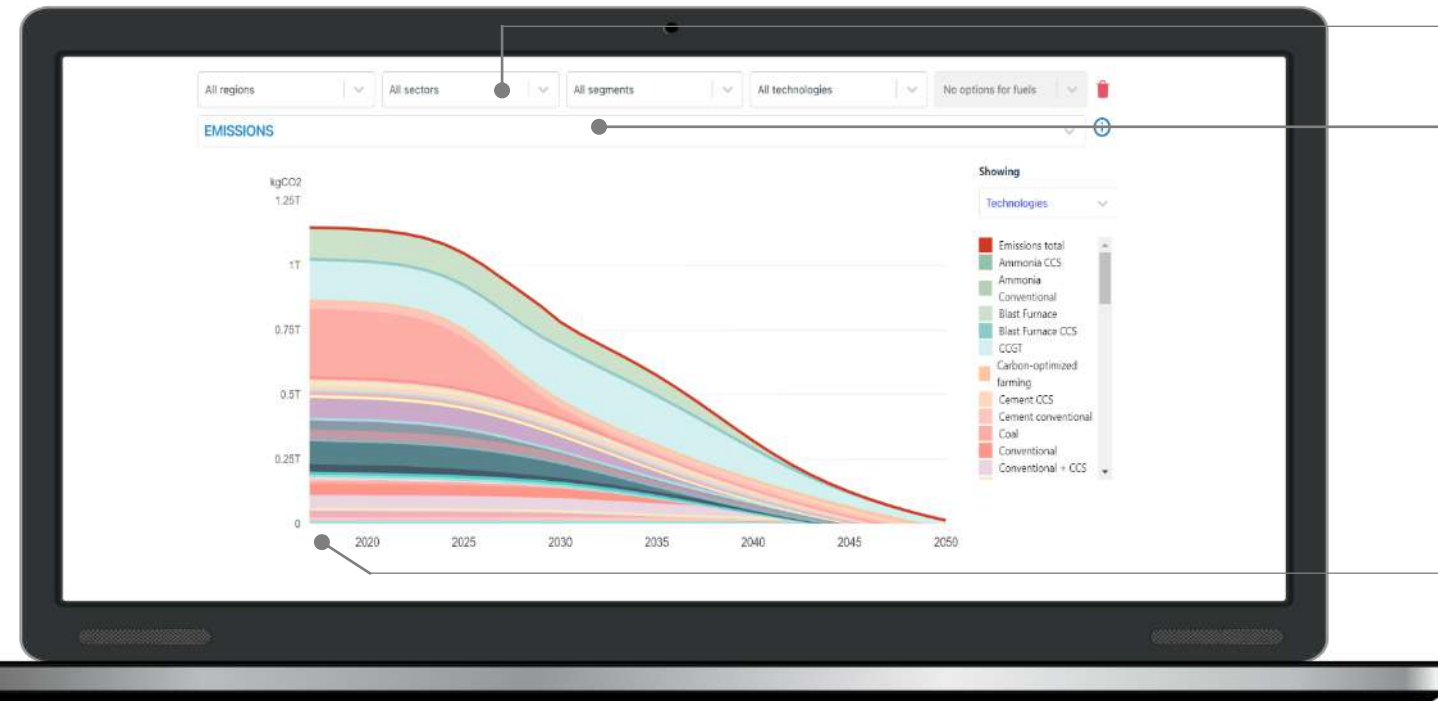 All regions
All sectors
All segments
All technologies
No options for fuels
EMISSIONS
kgCO2
1.25T
1T
0.75T
0.5T
0.25T
0
2020
2025
2030
2035
2040
2045
2050
Showing
Technologies
Emissions total
Ammonia CCS
Ammonia
Conventional
Blast Furnace
Blast Furnace CCS
CCGT
Carbon-optimized
farming
Cement CCS
Cement conventional
Coal
Conventional
Conventional + CCS